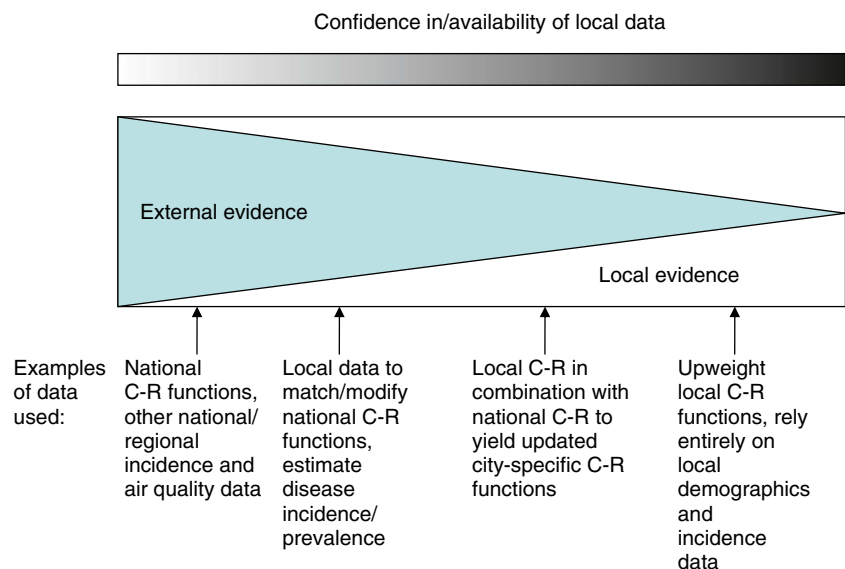 Confidence in/availability of local data
External evidence
Local evidence
Examples
of data
used:
National
C-R functions,
other national/
regional
incidence and
air quality data
Local data to
match/modify
national C-R
functions,
estimate
disease
incidence/
prevalence
Local C-R in
combination with
national C-R to
yield updated
city-specific C-R
functions
Upweight
local C-R
functions, rely
entirely on
local
demographics
and
incidence
data